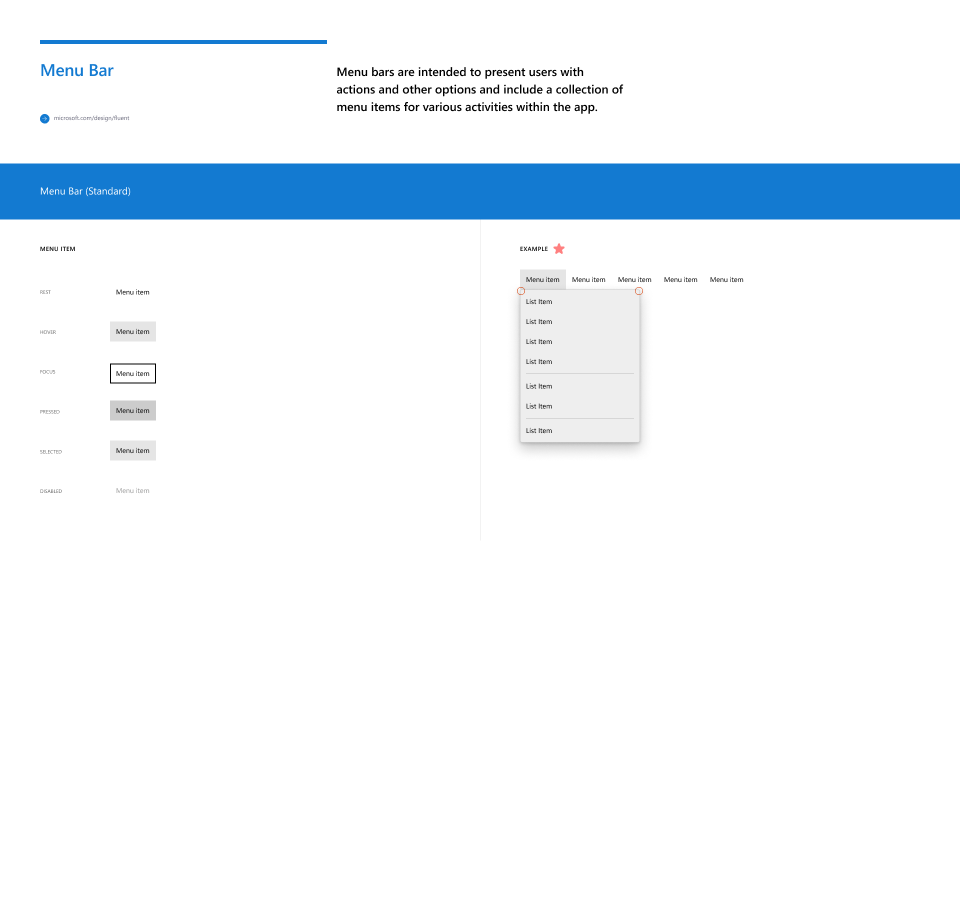 Menu Bar
Menu bars are intended to present users with
actions and other options and include a collection of
menu items for various activities within the app.
microsoft.com/design/fluent
Menu Bar (Standard)
MENU ITEM
REST
Menu item
HOVER
Menu item
FOCUS
Menu item
PRESSED
Menu item
SELECTED
Menu item
DISABLED
Menu item
EXAMPLE
Menu item Menu item Menu item Menu item Menu item
List Item
List Item
List Item
List Item
List Item
List Item
List Item